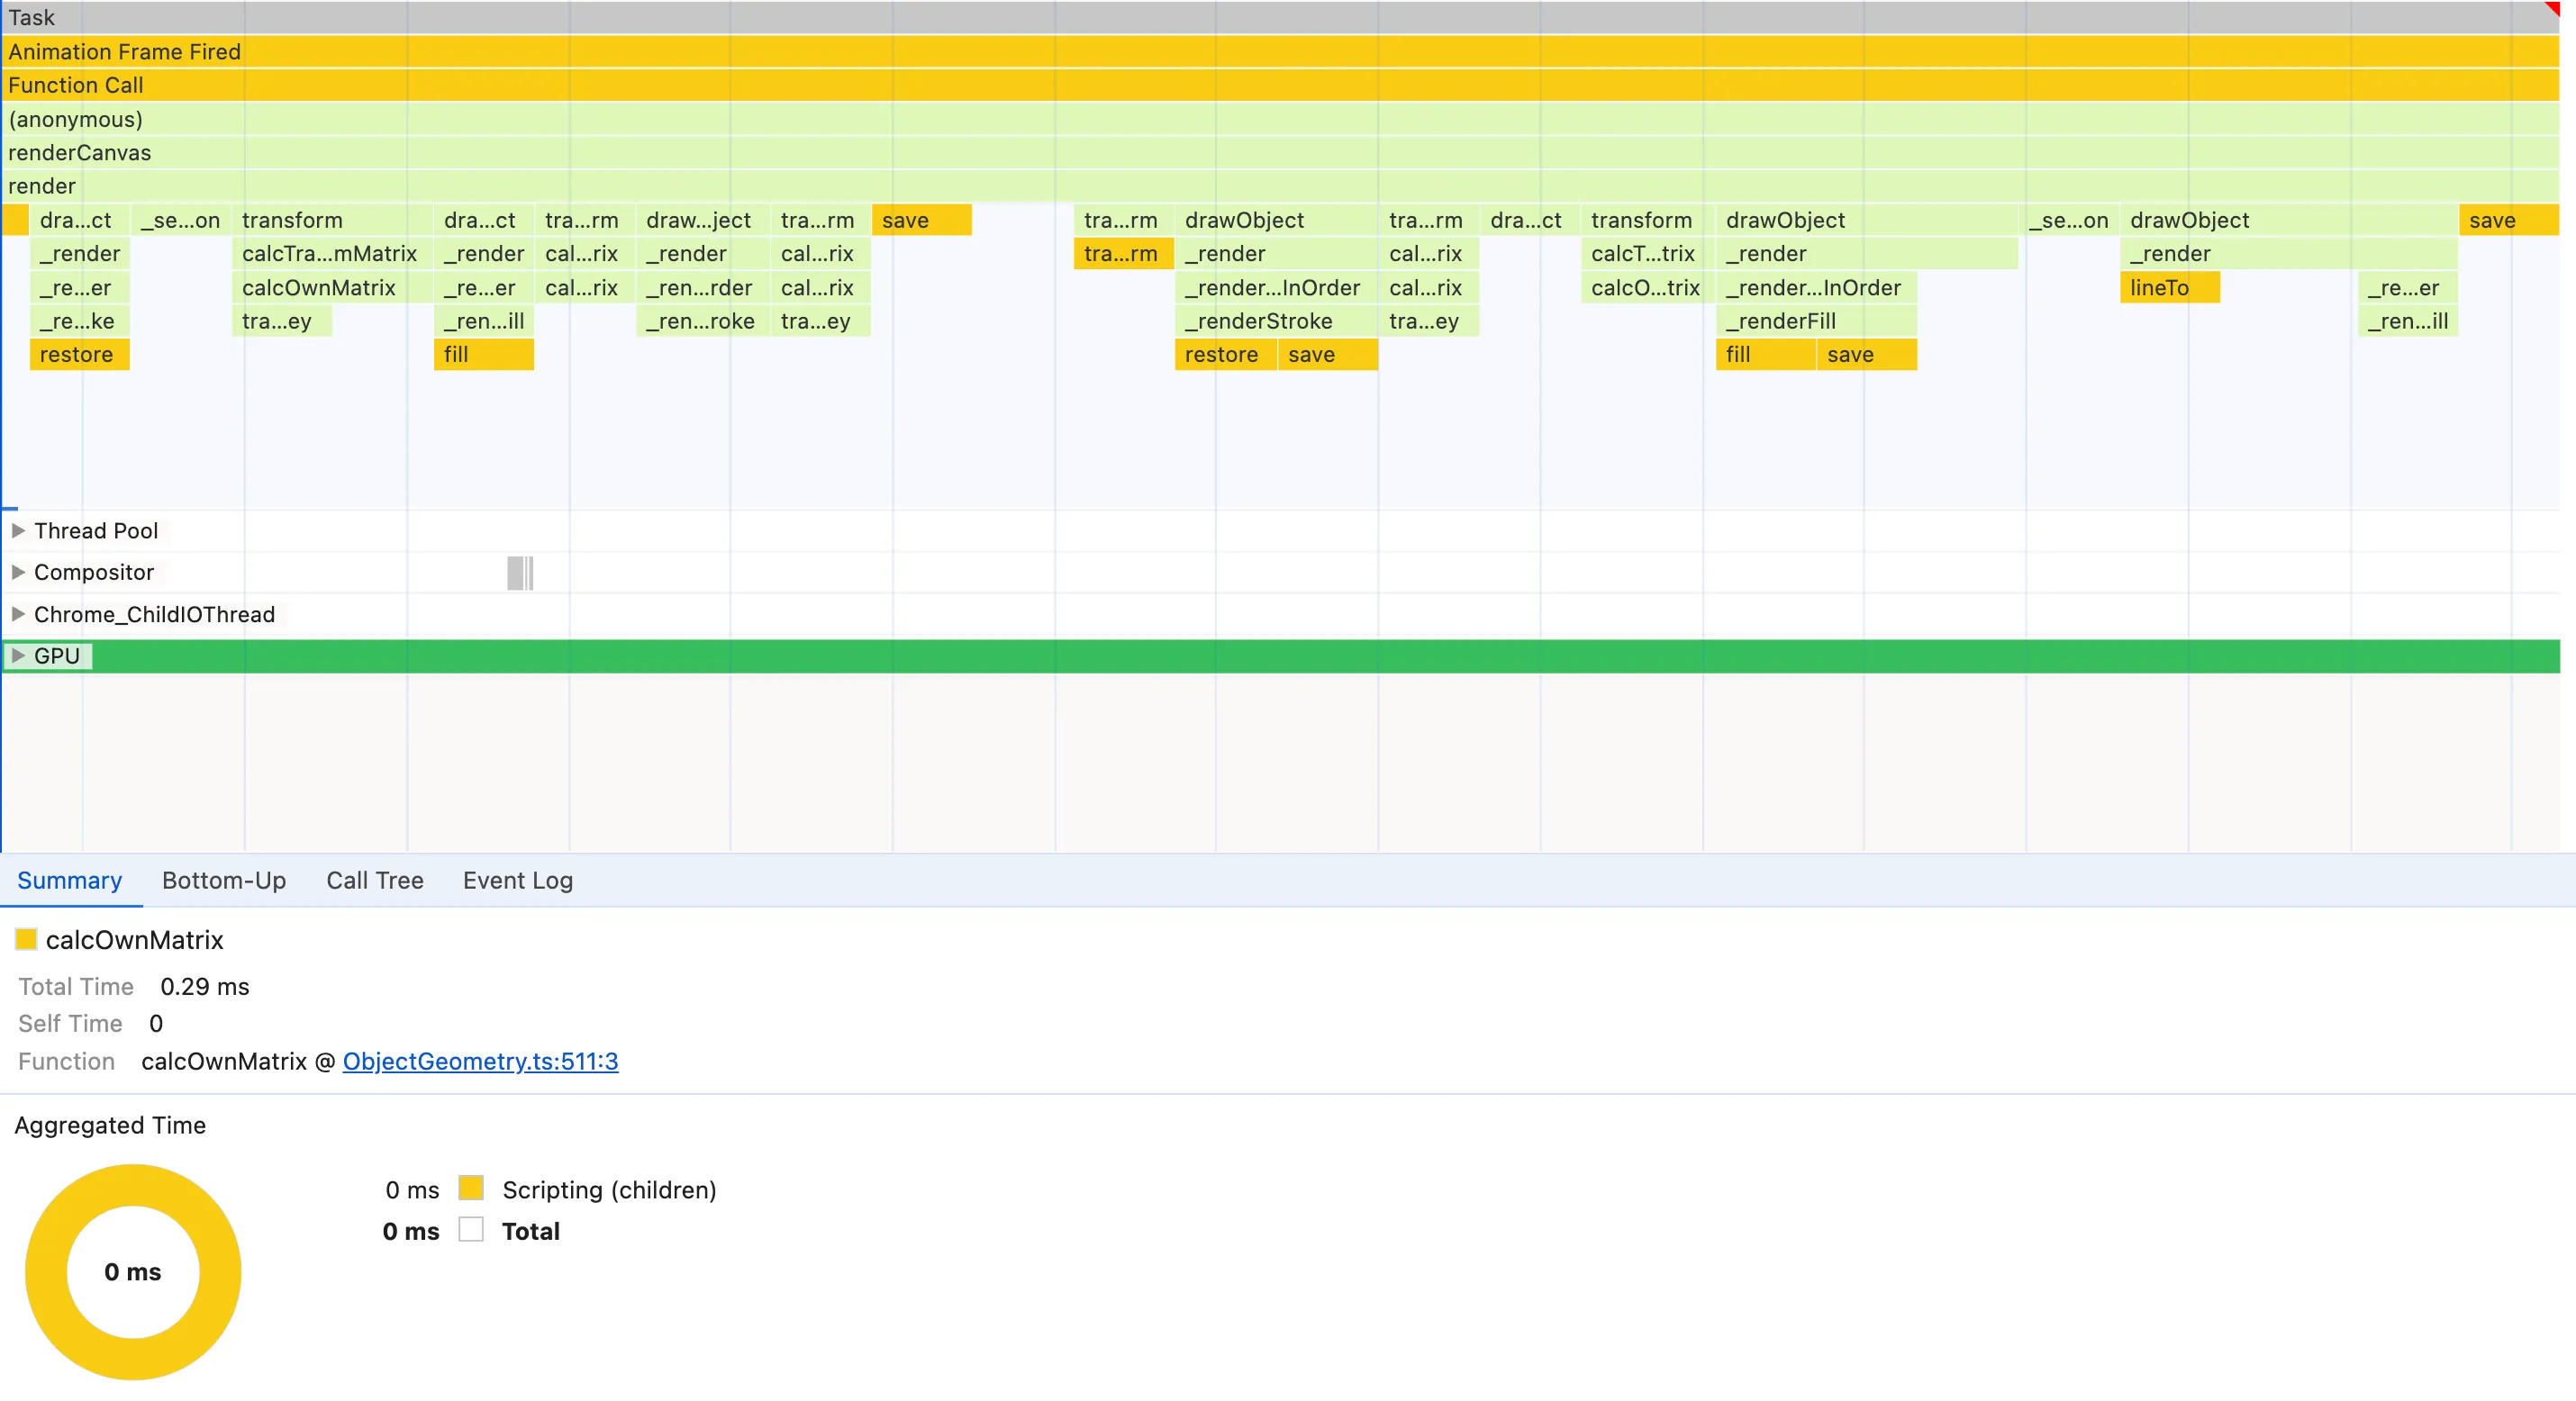 Task
Animation Frame Fired
Function Call
(anonymous)
renderCanvas
render
dra...ct _se...on transform dra...ct tra...rm draw...ject tra...rm save tra...rm drawObject tra...rm dra...ct transform drawObject _se...on drawObject save
_render calcTra...mMatrix _render cal...rix _render cal...rix tra...rm _render cal...rix calcT...trix _render _render
_re...er calcOwnMatrix _re...er cal...rix _ren...rder cal...rix _render...InOrder cal...rix calcO...trix _render...InOrder lineTo _re...er
_re...ke tra...ey _ren...ill _ren...roke tra...ey _renderStroke tra...ey _renderFill _ren...ill
restore fill restore save fill save
Thread Pool
Compositor
Chrome_ChildIOThread
GPU
Summary Bottom-Up Call Tree Event Log
calcOwnMatrix
Total Time 0.29 ms
Self Time 0
Function calcOwnMatrix @ ObjectGeometry.ts:511:3
Aggregated Time
0 ms Scripting (children)
0 ms Total
0 ms